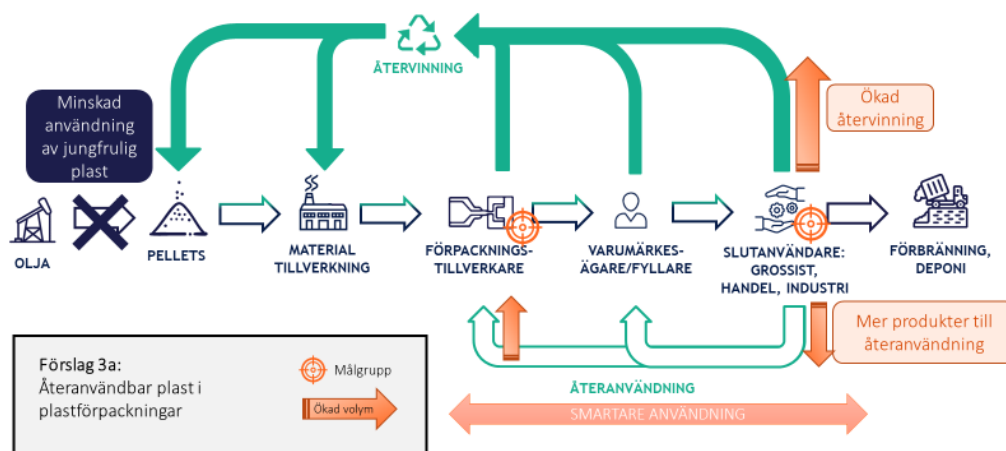 ÅTERVINNING
Minskad
användning
av jungfrulig
plast
Ökad
återvinning
OLJA
PELLETS
MATERIAL
TILLVERKNING
FÖRPACKNINGS-
TILLVERKARE
VARUMÄRKES-
ÄGARE/FYLLARE
SLUTANVÄNDARE:
GROSSIST,
HANDEL, INDUSTRI
FÖRBRÄNNING,
DEPONI
Mer produkter till
återanvändning
Förslag 3a:
Återanvändbar plast i
plastförpackningar
Målgrupp
Ökad volym
ÅTERANVÄNDNING
SMARTARE ANVÄNDNING